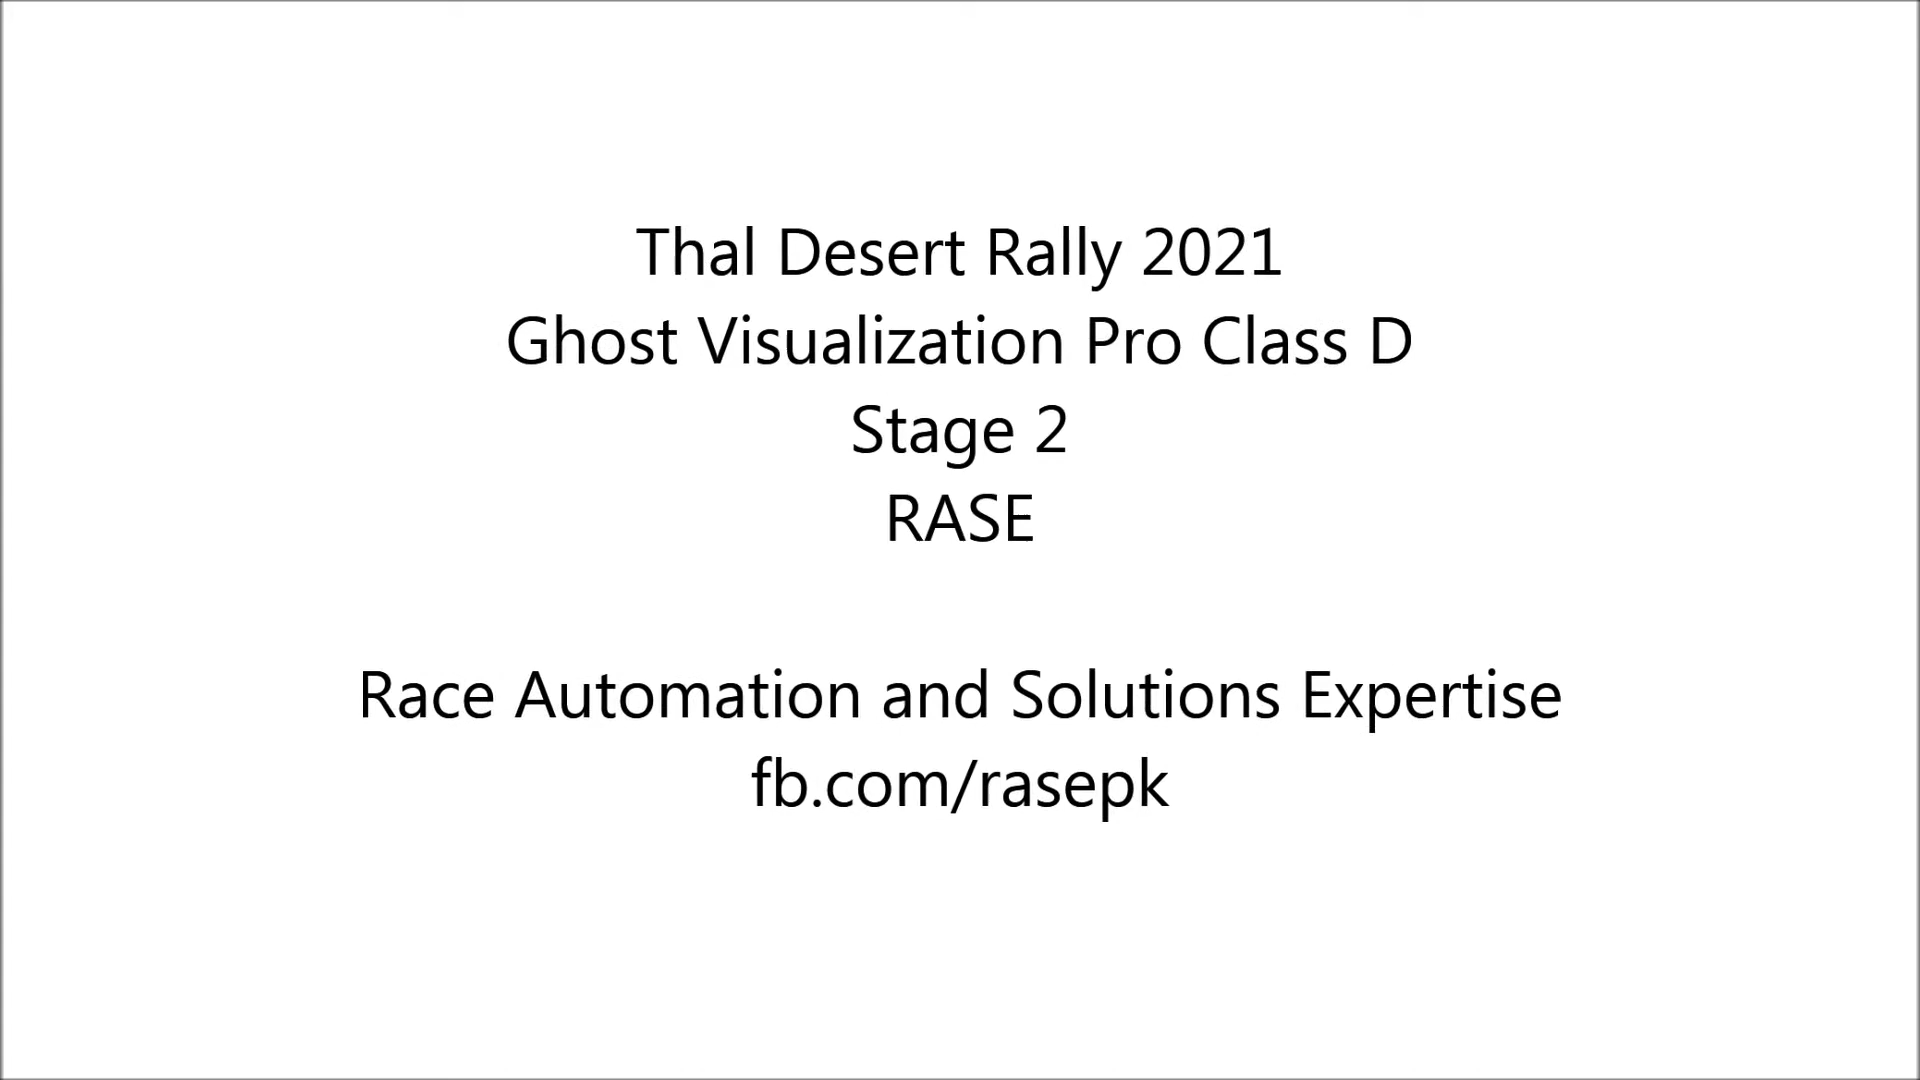 Thal Desert Rally 2021
Ghost Visualization Pro Class D
Stage 2
RASE
Race Automation and Solutions Expertise
fb.com/rasepk